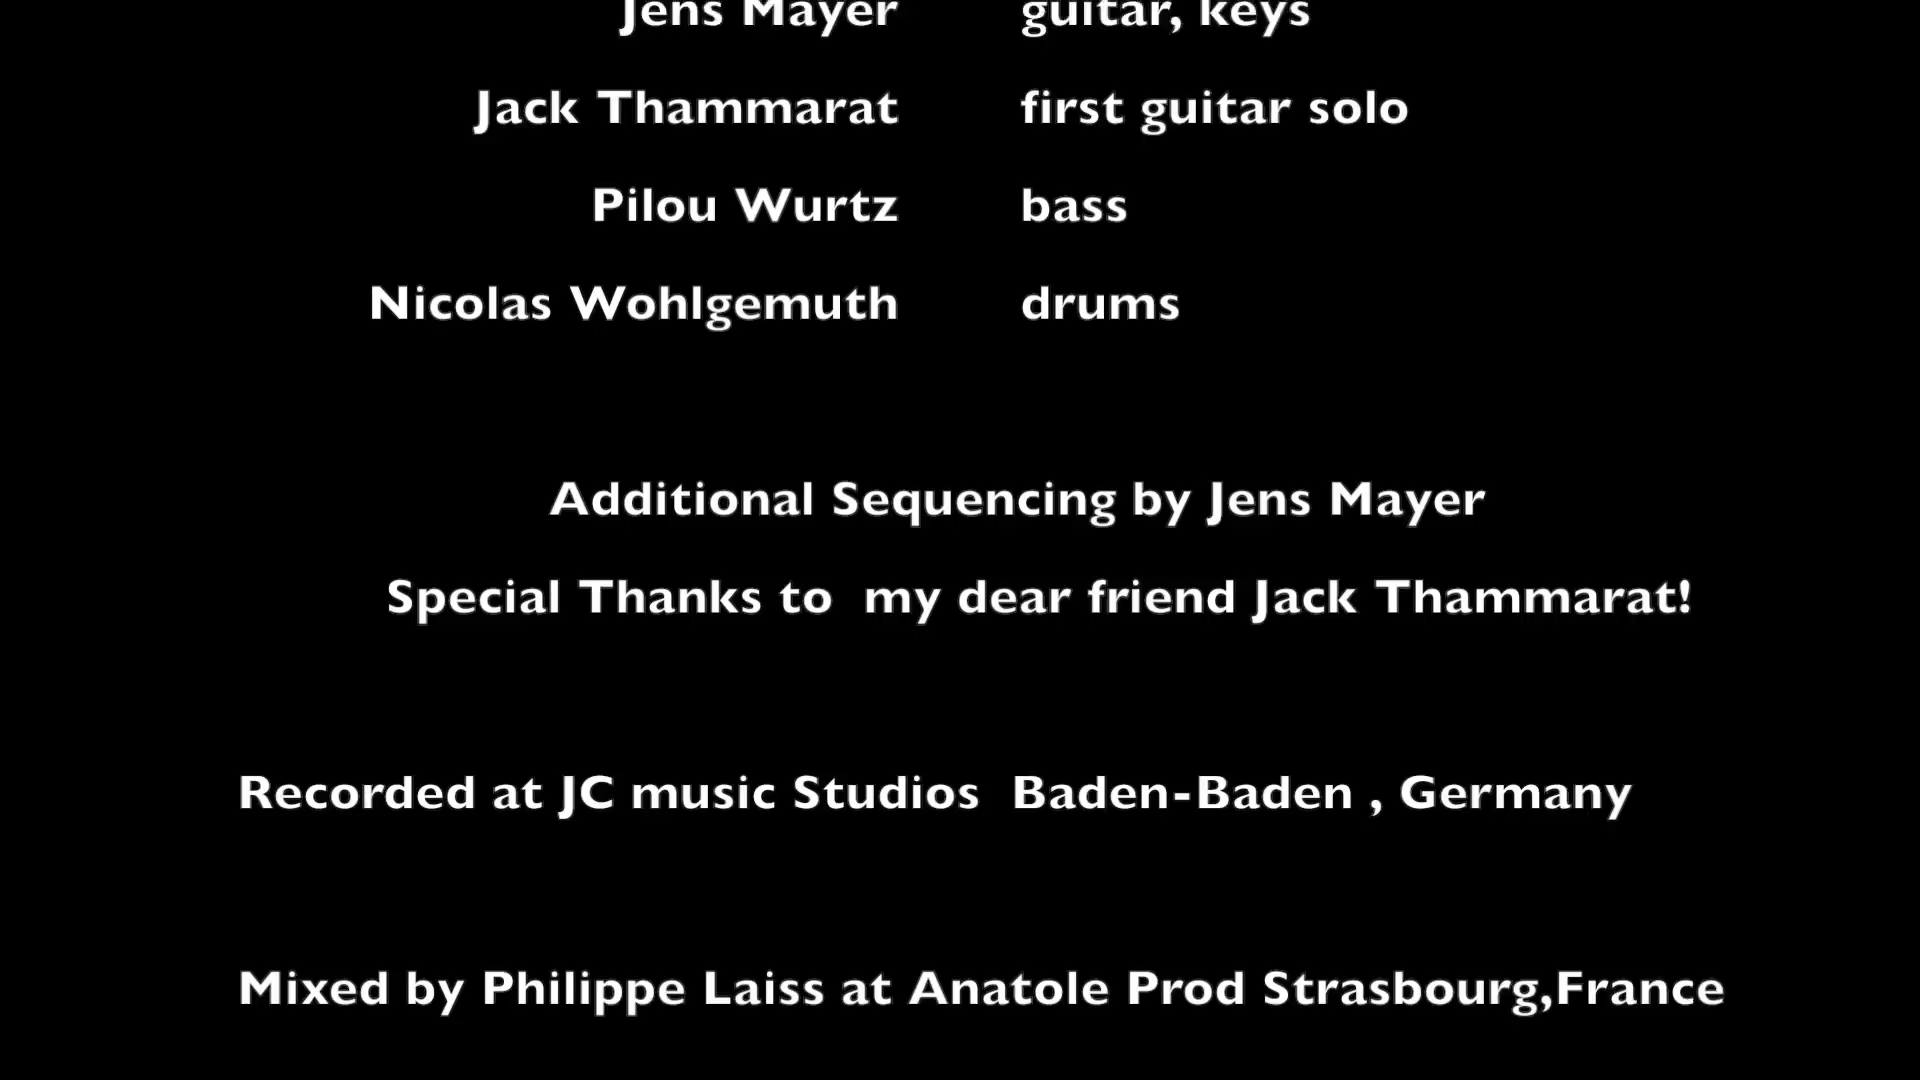 Jens Mayer guitar, keys
Jack Thammarat first guitar solo
Pilou Wurtz bass
Nicolas Wohlgemuth drums
Additional Sequencing by Jens Mayer
Special Thanks to  my dear friend Jack Thammarat!
Recorded at JC music Studios  Baden-Baden , Germany
Mixed by Philippe Laiss at Anatole Prod Strasbourg,France